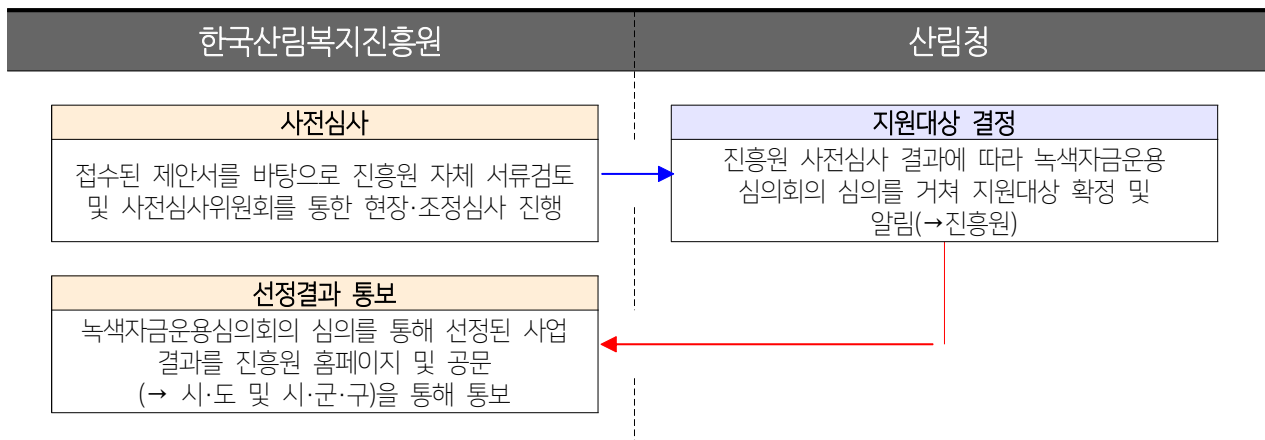 한국산림복지진흥원
산림청
사전심사
접수된 제안서를 바탕으로 진흥원 자체 서류검토
및 사전심사위원회를 통한 현장·조정심사 진행
지원대상 결정
진흥원 사전심사 결과에 따라 녹색자금운용
심의회의 심의를 거쳐 지원대상 확정 및
알림(→진흥원)
선정결과 통보
녹색자금운용심의회의 심의를 통해 선정된 사업
결과를 진흥원 홈페이지 및 공문
(→ 시·도 및 시·군·구)을 통해 통보